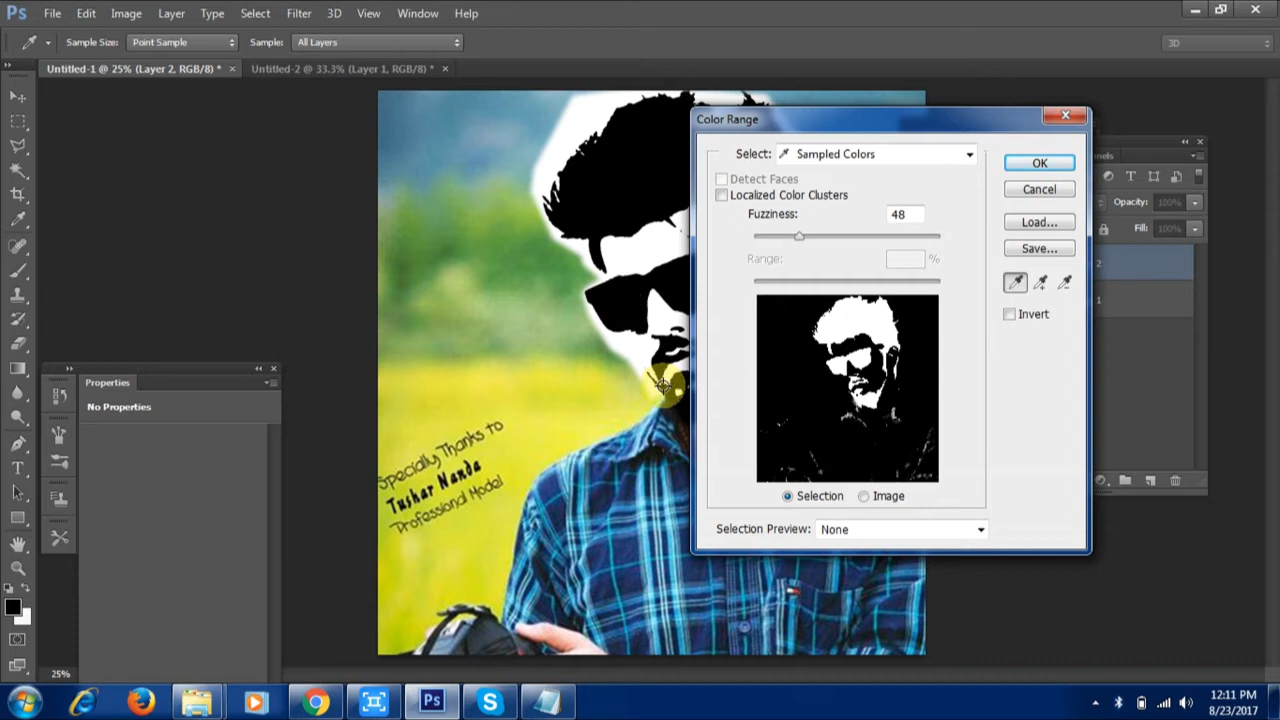 Ps File Edit Image Layer Type Select Filter 3D View Window Help
Sample Size: Point Sample Sample: All Layers 3D
Untitled-1 @ 25% (Layer 2, RGB/8) * × Untitled-2 @ 33.3% (Layer 1, RGB/8) * ×
Color Range
Select: Sampled Colors
Detect Faces
Localized Color Clusters
Fuzziness: 48
Range: %
OK
Cancel
Load...
Save...
Invert
Selection Image
Selection Preview: None
nnels
Opacity: 100%
Fill: 100%
2
1
Properties
No Properties
Specially Thanks to
Tushar Nanda
Professional Model
25%
Ps
12:11 PM
8/23/2017